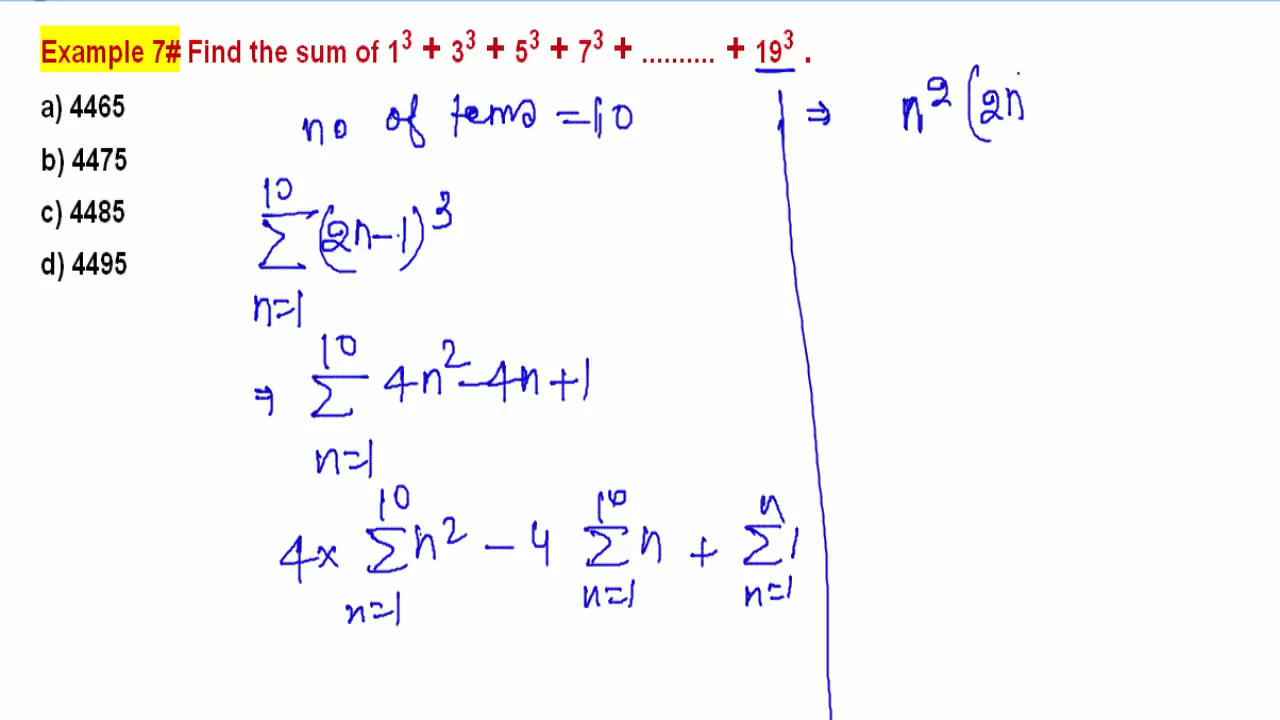 Example 7# Find the sum of 1³ + 3³ + 5³ + 7³ + .......... + 19³ .
a) 4465
b) 4475
c) 4485
d) 4495
no of tems = 10
10 Σ n=1 (2n-1)³
⇒ 10 Σ n=1 4n² - 4n + 1
4× 10 Σ n=1 n² - 4 10 Σ n=1 n + n Σ n=1 1
⇒ n² (2n